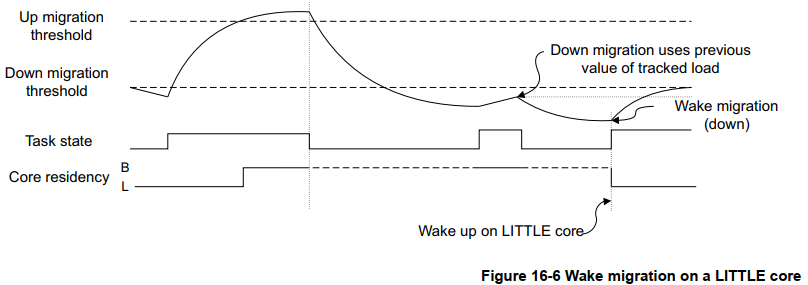 Up migration
threshold
Down migration
threshold
Down migration uses previous
value of tracked load
Wake migration
(down)
Task state
Core residency
B
L
Wake up on LITTLE core
Figure 16-6 Wake migration on a LITTLE core